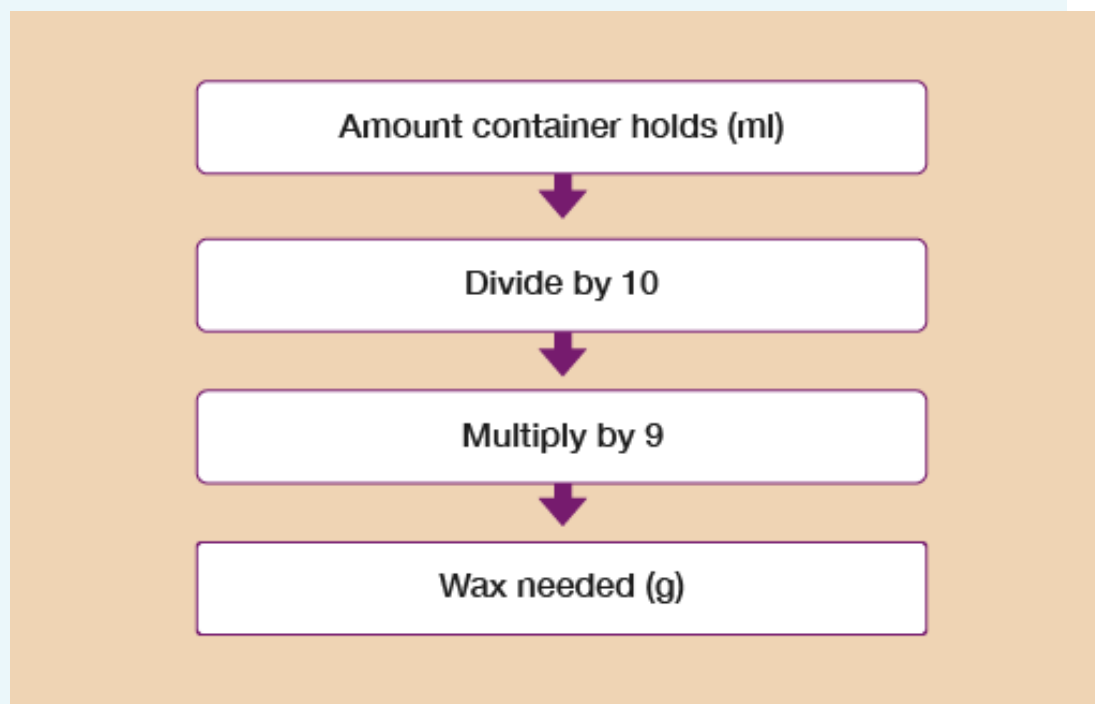 Amount container holds (ml)
Divide by 10
Multiply by 9
Wax needed (g)